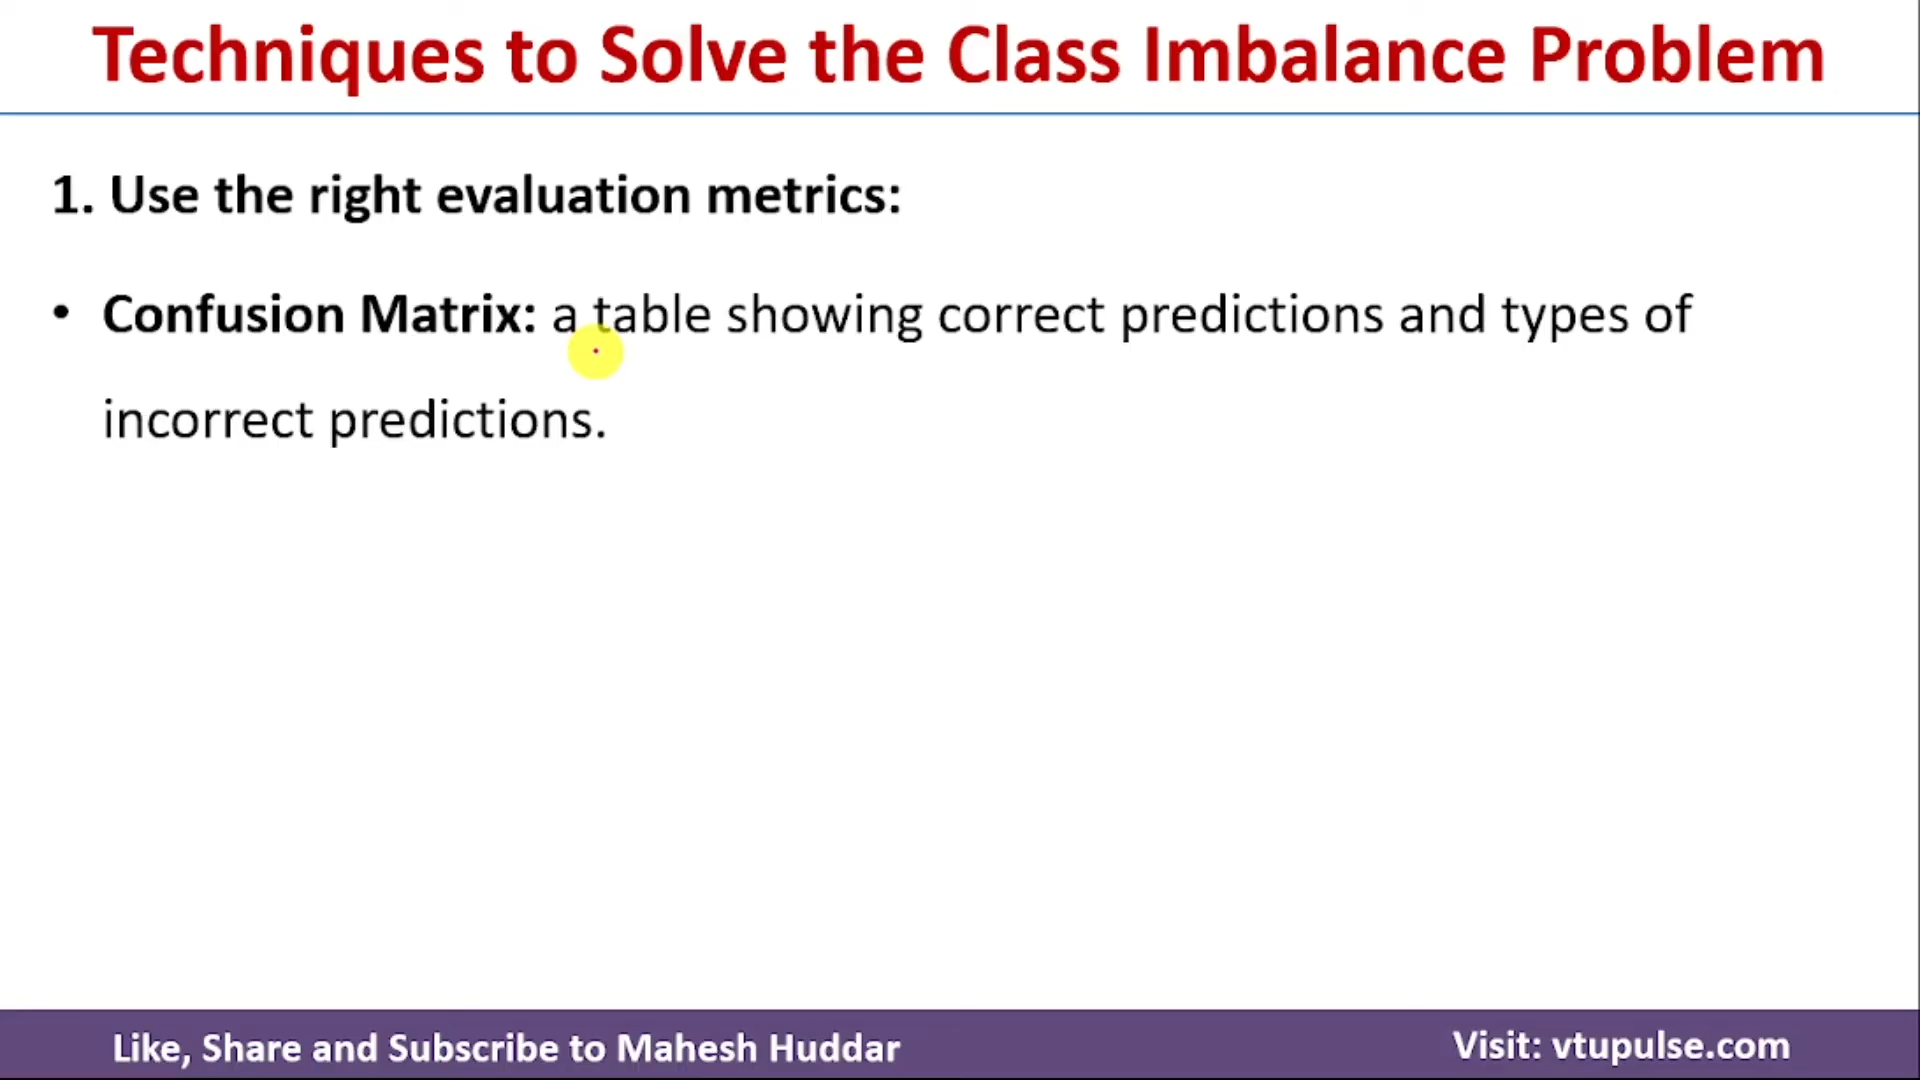 Techniques to Solve the Class Imbalance Problem
1. Use the right evaluation metrics:
• Confusion Matrix: a table showing correct predictions and types of
incorrect predictions.
Like, Share and Subscribe to Mahesh Huddar
Visit: vtupulse.com